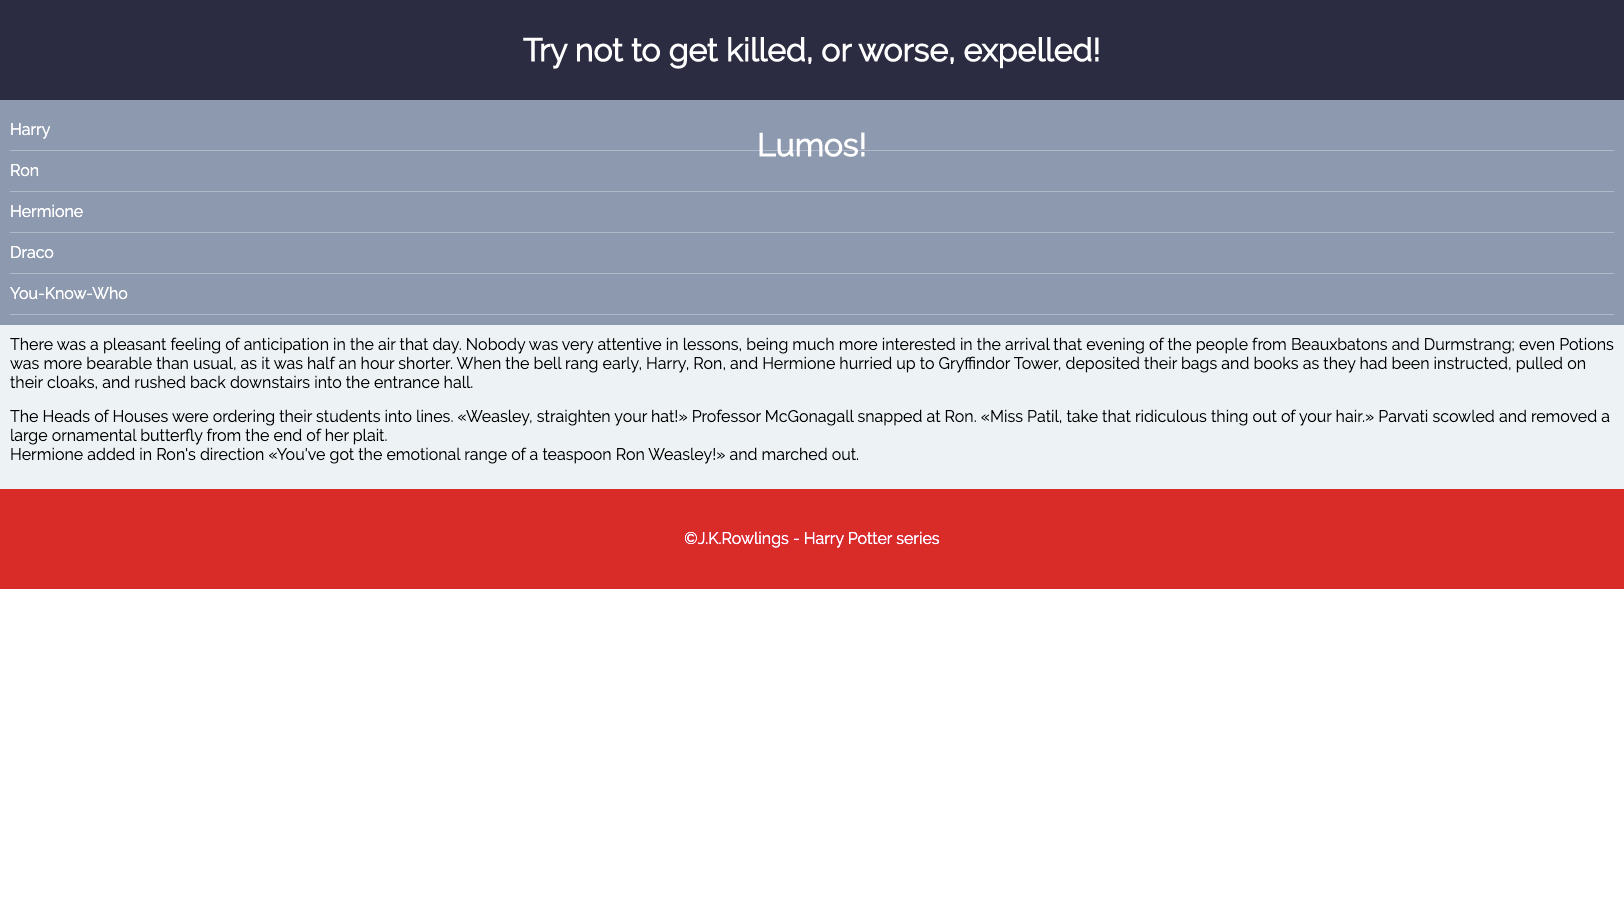 Try not to get killed, or worse, expelled!
Harry
Lumos!
Ron
Hermione
Draco
You-Know-Who
There was a pleasant feeling of anticipation in the air that day. Nobody was very attentive in lessons, being much more interested in the arrival that evening of the people from Beauxbatons and Durmstrang; even Potions
was more bearable than usual, as it was half an hour shorter. When the bell rang early, Harry, Ron, and Hermione hurried up to Gryffindor Tower, deposited their bags and books as they had been instructed, pulled on
their cloaks, and rushed back downstairs into the entrance hall.
The Heads of Houses were ordering their students into lines. «Weasley, straighten your hat!» Professor McGonagall snapped at Ron. «Miss Patil, take that ridiculous thing out of your hair.» Parvati scowled and removed a
large ornamental butterfly from the end of her plait.
Hermione added in Ron's direction «You've got the emotional range of a teaspoon Ron Weasley!» and marched out.
©J.K.Rowlings - Harry Potter series